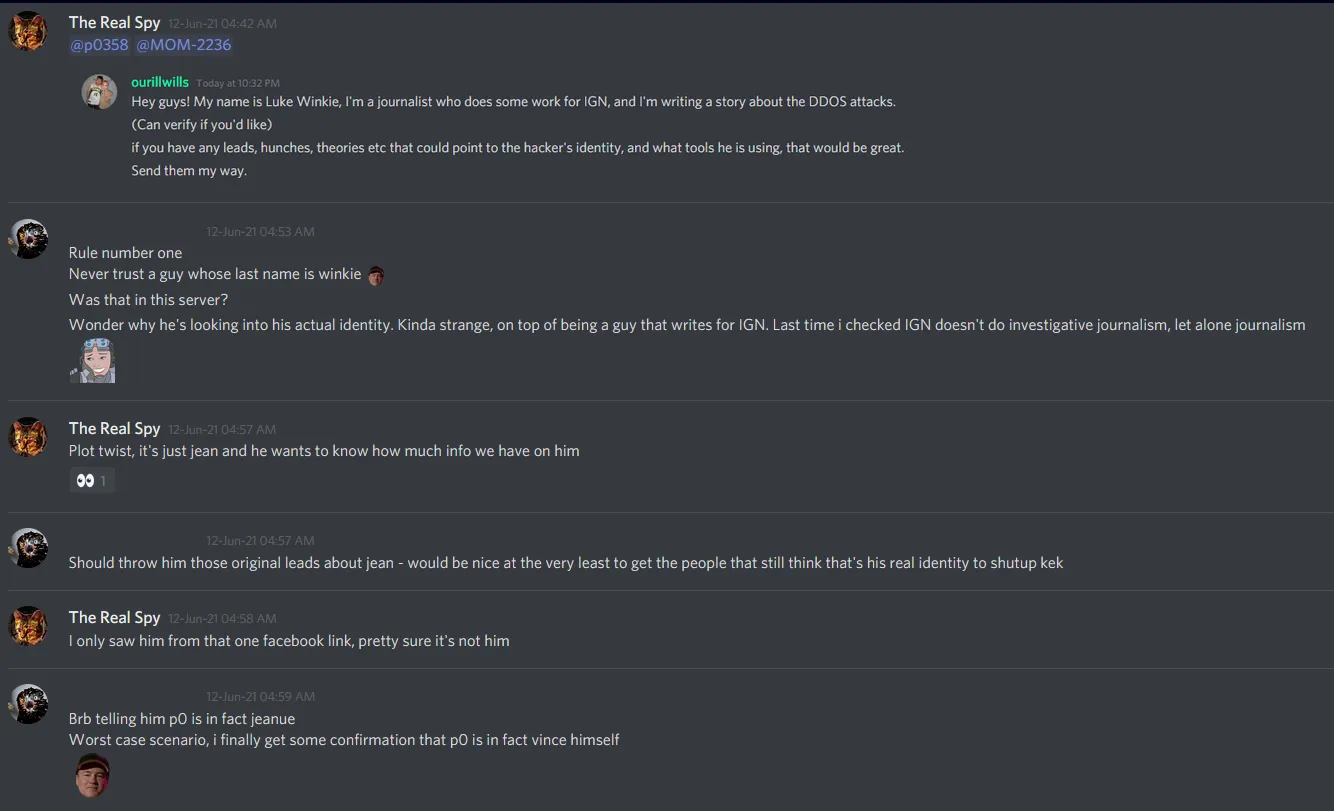 The Real Spy 12-Jun-21 04:42 AM
@p0358 @MOM-2236
ourillwills Today at 10:32 PM
Hey guys! My name is Luke Winkie, I'm a journalist who does some work for IGN, and I'm writing a story about the DDOS attacks.
(Can verify if you'd like)
if you have any leads, hunches, theories etc that could point to the hacker's identity, and what tools he is using, that would be great.
Send them my way.
12-Jun-21 04:53 AM
Rule number one
Never trust a guy whose last name is winkie
Was that in this server?
Wonder why he's looking into his actual identity. Kinda strange, on top of being a guy that writes for IGN. Last time i checked IGN doesn't do investigative journalism, let alone journalism
The Real Spy 12-Jun-21 04:57 AM
Plot twist, it's just jean and he wants to know how much info we have on him
1
12-Jun-21 04:57 AM
Should throw him those original leads about jean - would be nice at the very least to get the people that still think that's his real identity to shutup kek
The Real Spy 12-Jun-21 04:58 AM
I only saw him from that one facebook link, pretty sure it's not him
12-Jun-21 04:59 AM
Brb telling him p0 is in fact jeanue
Worst case scenario, i finally get some confirmation that p0 is in fact vince himself